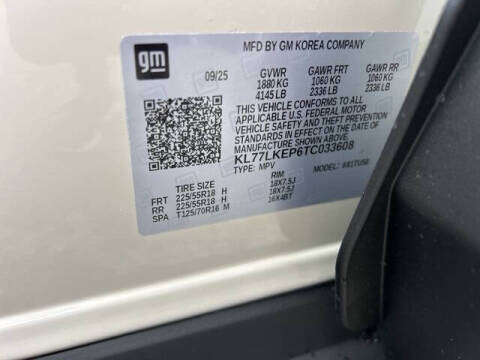 gm
MFD BY GM KOREA COMPANY
09/25 GVWR GAWR FRT GAWR RR
1880 KG 1060 KG 1060 KG
4145 LB 2336 LB 2336 LB
THIS VEHICLE CONFORMS TO ALL
APPLICABLE U.S. FEDERAL MOTOR
VEHICLE SAFETY AND THEFT PREVENTION
STANDARDS IN EFFECT ON THE DATE OF
MANUFACTURE SHOWN ABOVE.
KL77LKEP6TC033608
TYPE: MPV
TIRE SIZE RIM
FRT 225/55R18 H 18X7.5J
RR 225/55R18 H 18X7.5J
SPA T125/70R16 M 16X4BT